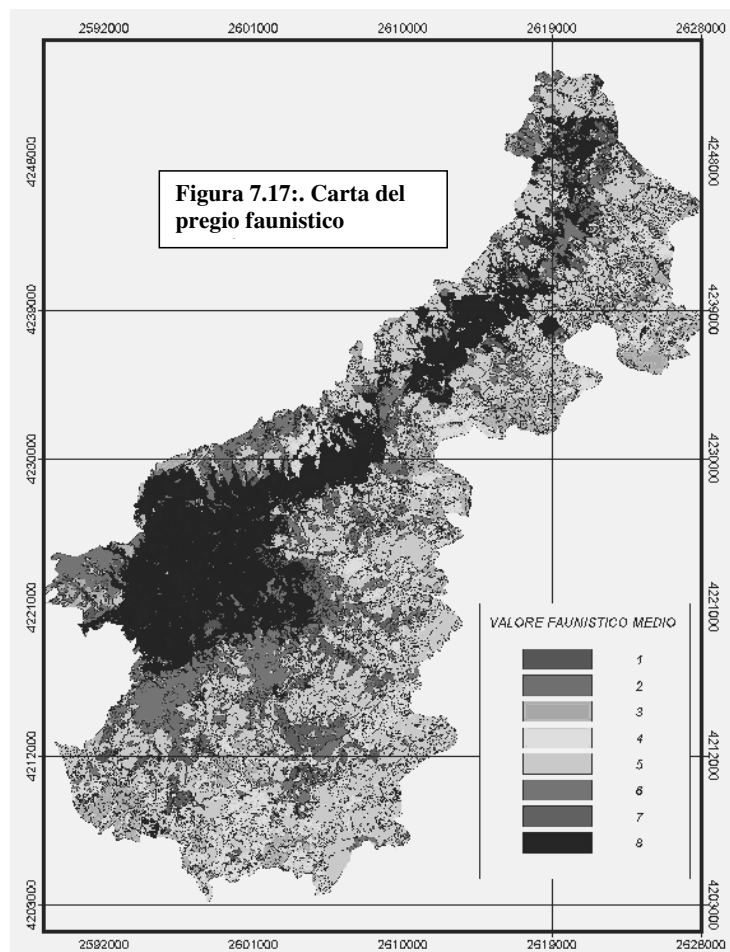 2592000 2601000 2610000 2619000 2628000
4248000 4248000
Figura 7.17:. Carta del
pregio faunistico
4239000 4239000
4230000 4230000
4221000 4221000
VALORE FAUNISTICO MEDIO
1
2
3
4
5
6
7
8
4212000 4212000
4203000 4203000
2592000 2601000 2610000 2619000 2628000